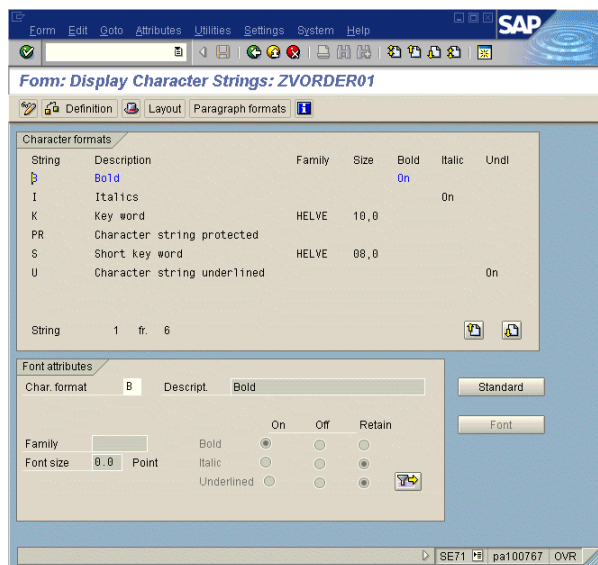 Form Edit Goto Attributes Utilities Settings System Help
SAP
Form: Display Character Strings: ZVORDER01
Definition Layout Paragraph formats
Character formats
String Description Family Size Bold Italic Undl
B Bold On
I Italics On
K Key word HELVE 10,0
PR Character string protected
S Short key word HELVE 08,0
U Character string underlined On
String 1 fr. 6
Font attributes
Char. format B Descript. Bold Standard
On Off Retain Font
Family Bold
Font size 0.0 Point Italic
Underlined
SE71 pa100767 OVR